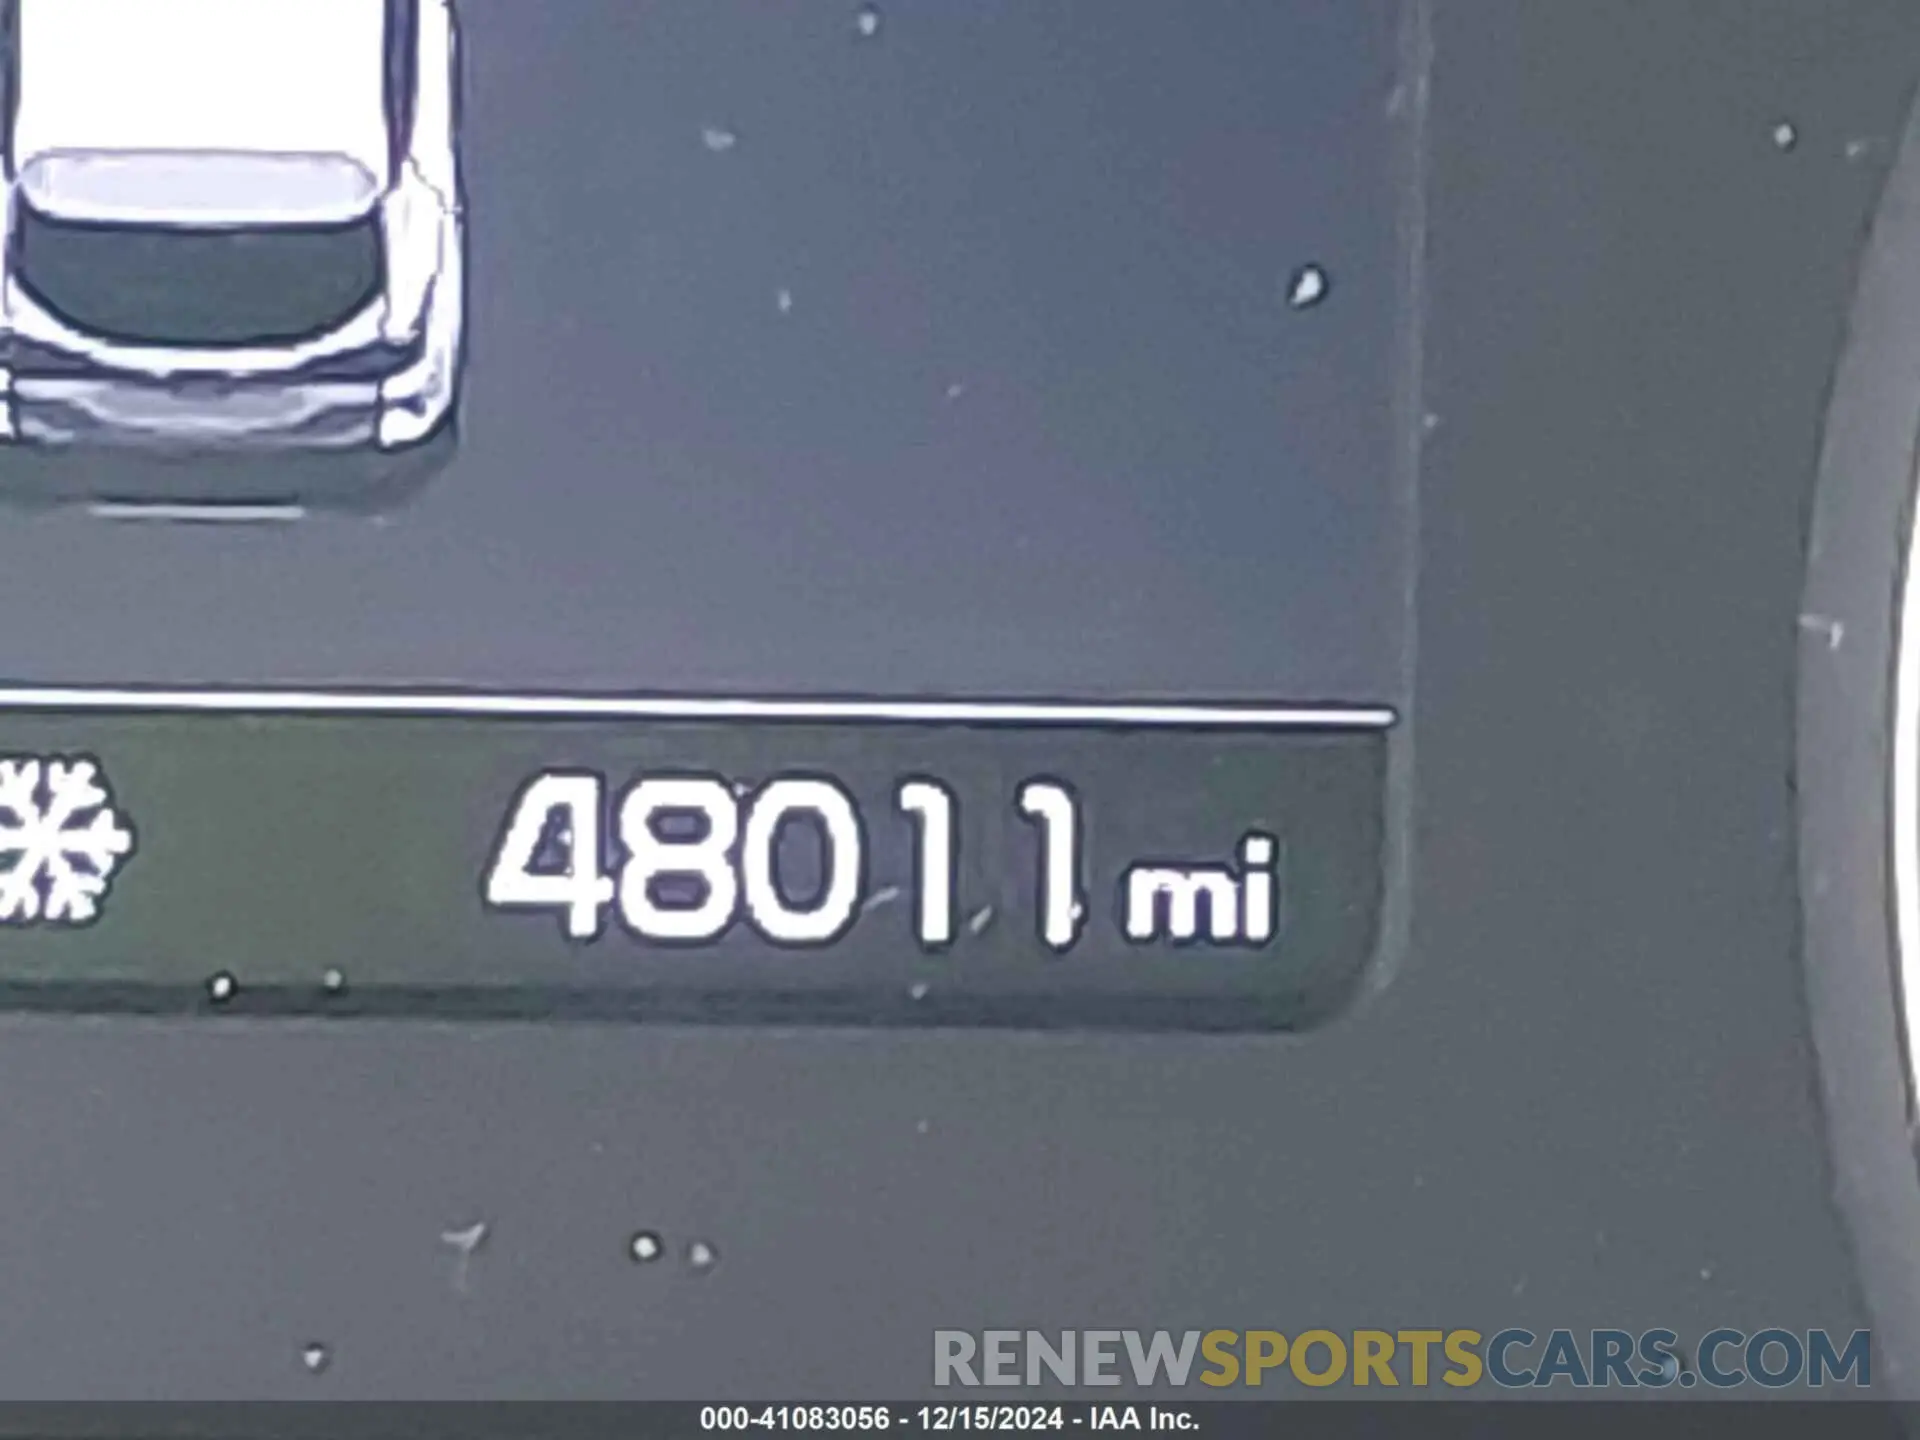 48011 mi
RENEWSPORTSCARS.COM
000-41083056 - 12/15/2024 - IAA Inc.